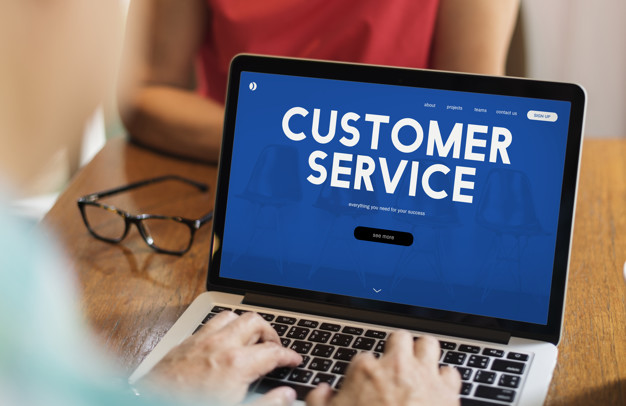 about projects teams contact us SIGN UP
CUSTOMER
SERVICE
everything you need for your success
see more